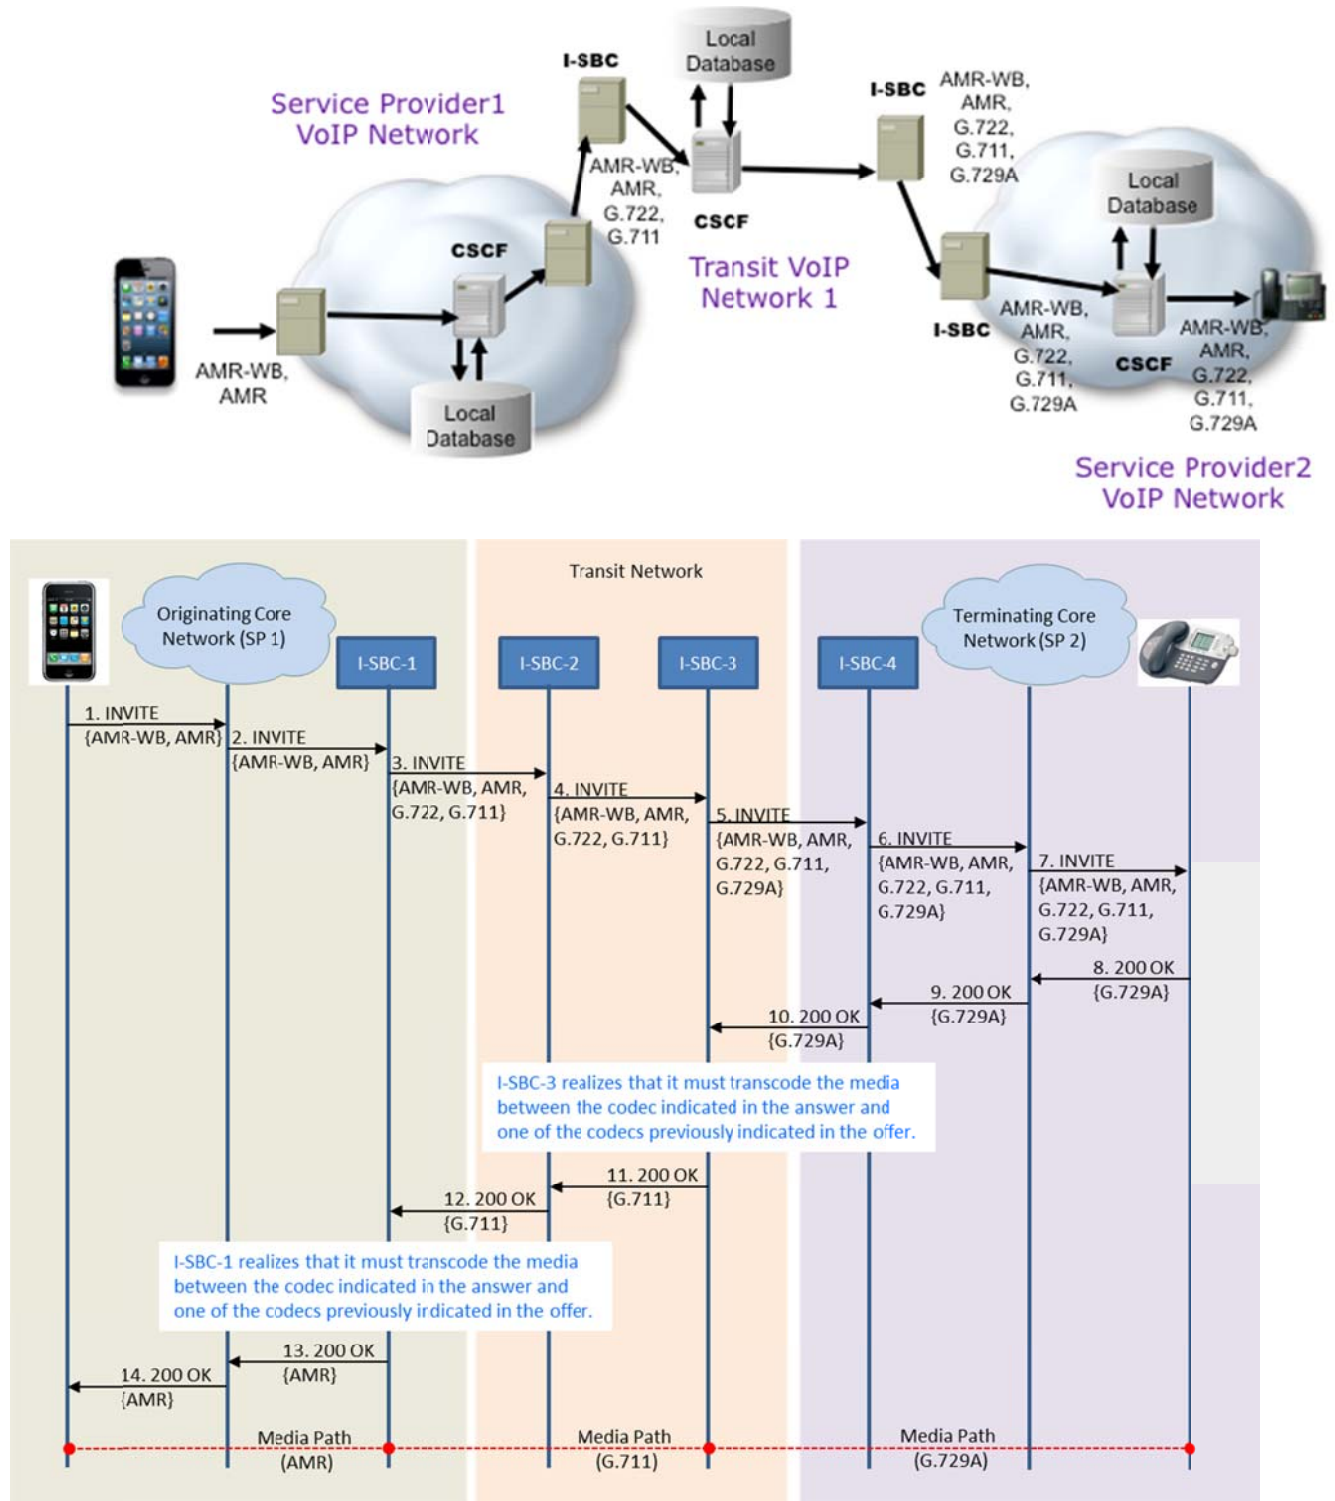 Local
Database
I-SBC
CSCF
Service Provider1
VoIP Network
AMR-WB,
AMR,
G.722,
G.711
CSCF
Transit VoIP
Network 1
I-SBC
AMR-WB,
AMR,
G.722,
G.711,
G.729A
Local
Database
CSCF
AMR-WB,
AMR
Local
Database
I-SBC
AMR-WB,
AMR,
G.722,
G.711,
G.729A
CSCF
AMR-WB,
AMR,
G.722,
G.711,
G.729A
Service Provider2
VoIP Network
Transit Network
Originating Core
Network (SP 1)
Terminating Core
Network (SP 2)
I-SBC-1
I-SBC-2
I-SBC-3
I-SBC-4
1. INVITE
{AMR-WB, AMR}
2. INVITE
{AMR-WB, AMR}
3. INVITE
{AMR-WB, AMR,
G.722, G.711}
4. INVITE
{AMR-WB, AMR,
G.722, G.711}
5. INVITE
{AMR-WB, AMR,
G.722, G.711,
G.729A}
6. INVITE
{AMR-WB, AMR,
G.722, G.711,
G.729A}
7. INVITE
{AMR-WB, AMR,
G.722, G.711,
G.729A}
8. 200 OK
{G.729A}
9. 200 OK
{G.729A}
10. 200 OK
{G.729A}
I-SBC-3 realizes that it must transcode the media
between the codec indicated in the answer and
one of the codecs previously indicated in the offer.
11. 200 OK
{G.711}
12. 200 OK
{G.711}
I-SBC-1 realizes that it must transcode the media
between the codec indicated in the answer and
one of the codecs previously indicated in the offer.
13. 200 OK
{AMR}
14. 200 OK
{AMR}
Media Path
(AMR)
Media Path
(G.711)
Media Path
(G.729A)